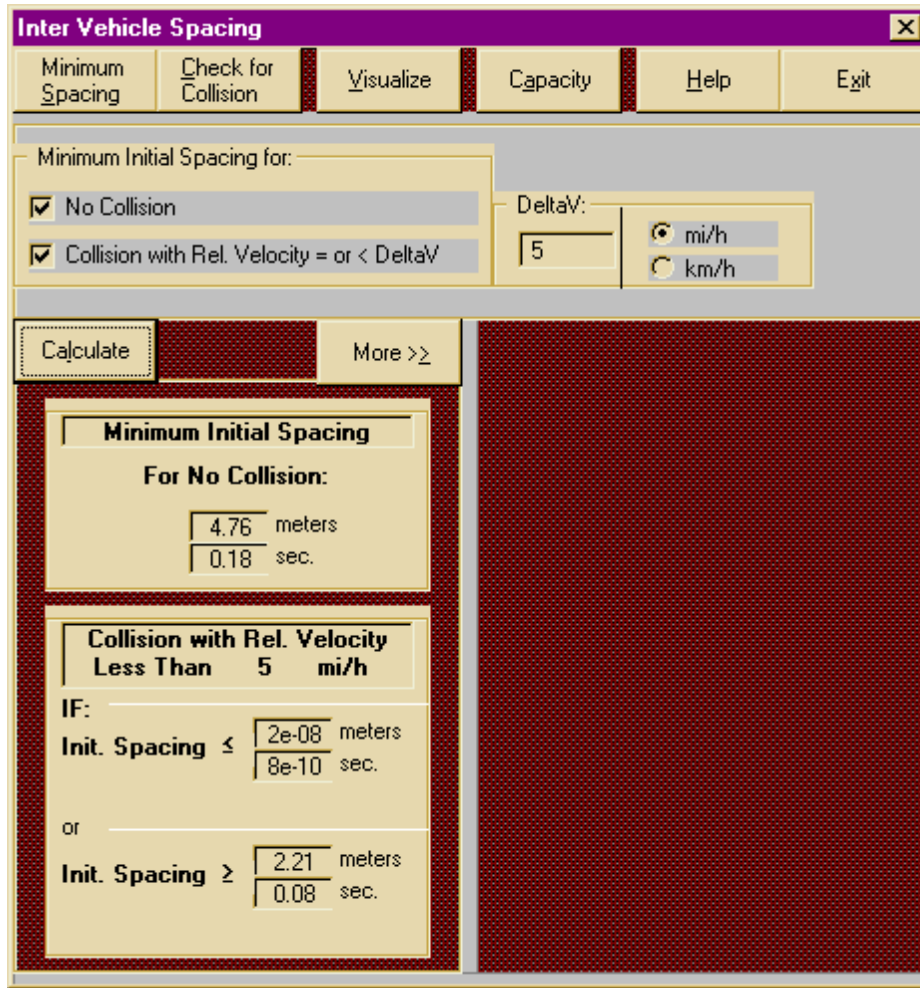 Inter Vehicle Spacing
Minimum Spacing
Check for Collision
Visualize
Capacity
Help
Exit
Minimum Initial Spacing for:
No Collision
Collision with Rel. Velocity = or < DeltaV
DeltaV:
5
mi/h
km/h
Calculate
More >>
Minimum Initial Spacing
For No Collision:
4.76 meters
0.18 sec.
Collision with Rel. Velocity
Less Than 5 mi/h
IF:
Init. Spacing ≤
2e-08 meters
8e-10 sec.
or
Init. Spacing ≥
2.21 meters
0.08 sec.